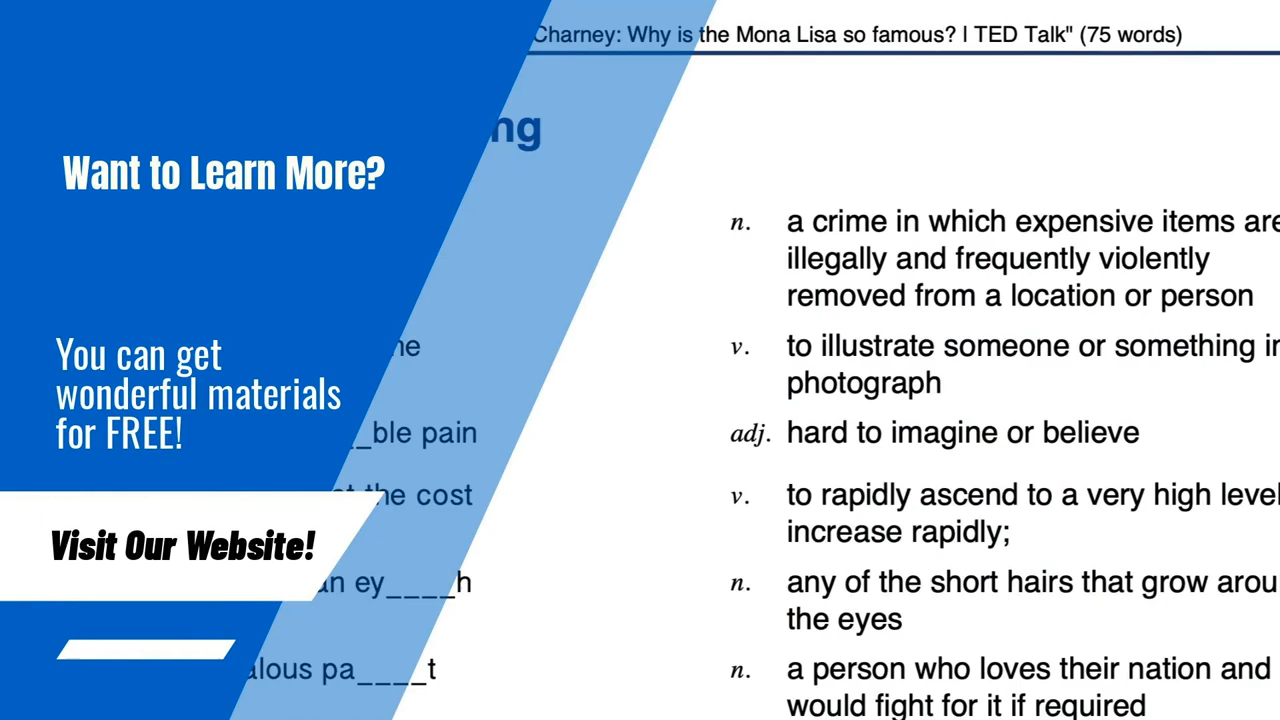 Charney: Why is the Mona Lisa so famous? | TED Talk" (75 words)
ng
Want to Learn More?
You can get
wonderful materials
for FREE!
Visit Our Website!
he
_ble pain
at the cost
an ey____h
alous pa____t
n. a crime in which expensive items are
illegally and frequently violently
removed from a location or person
v. to illustrate someone or something in
photograph
adj. hard to imagine or believe
v. to rapidly ascend to a very high level
increase rapidly;
n. any of the short hairs that grow arou
the eyes
n. a person who loves their nation and
would fight for it if required